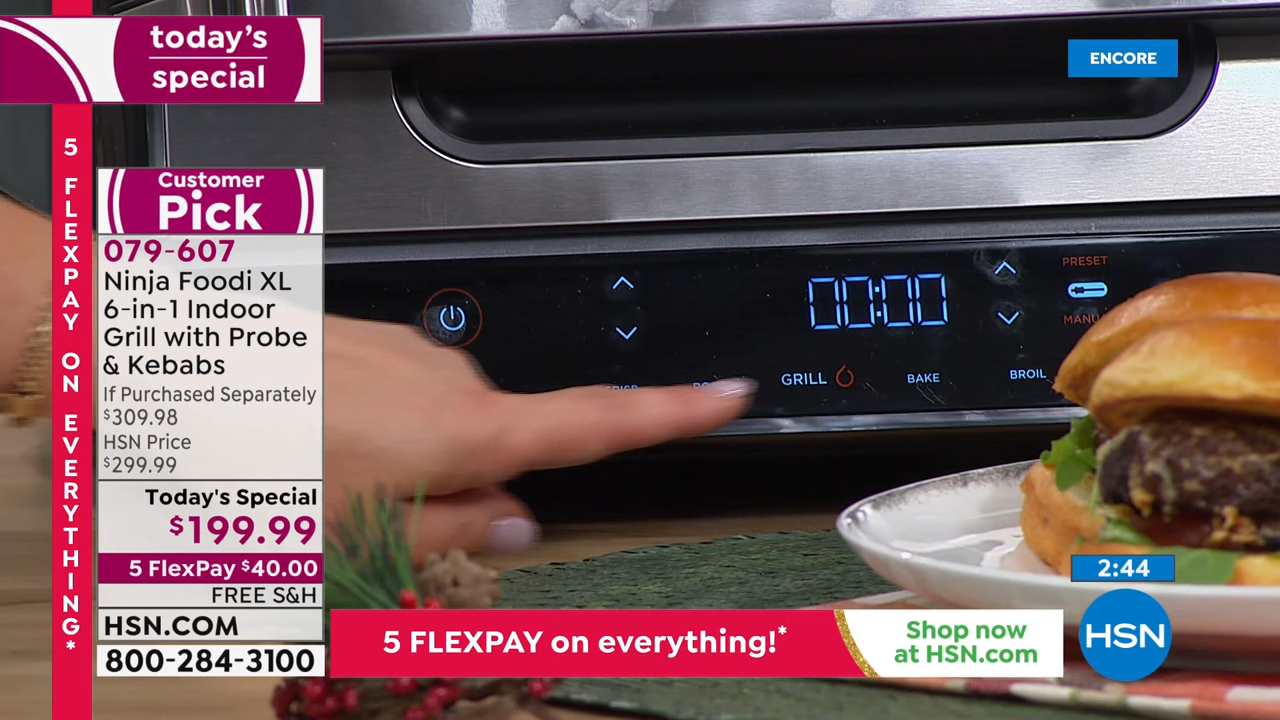 today's
special
ENCORE
5 FLEXPAY ON EVERYTHING*
Customer
Pick
079-607
Ninja Foodi XL
6-in-1 Indoor
Grill with Probe
& Kebabs
If Purchased Separately
$309.98
HSN Price
$299.99
Today's Special
$199.99
5 FlexPay $40.00
FREE S&H
HSN.COM
800-284-3100
00:00
PRESET
GRILL
BAKE
BROIL
2:44
5 FLEXPAY on everything!*
Shop now
at HSN.com
HSN